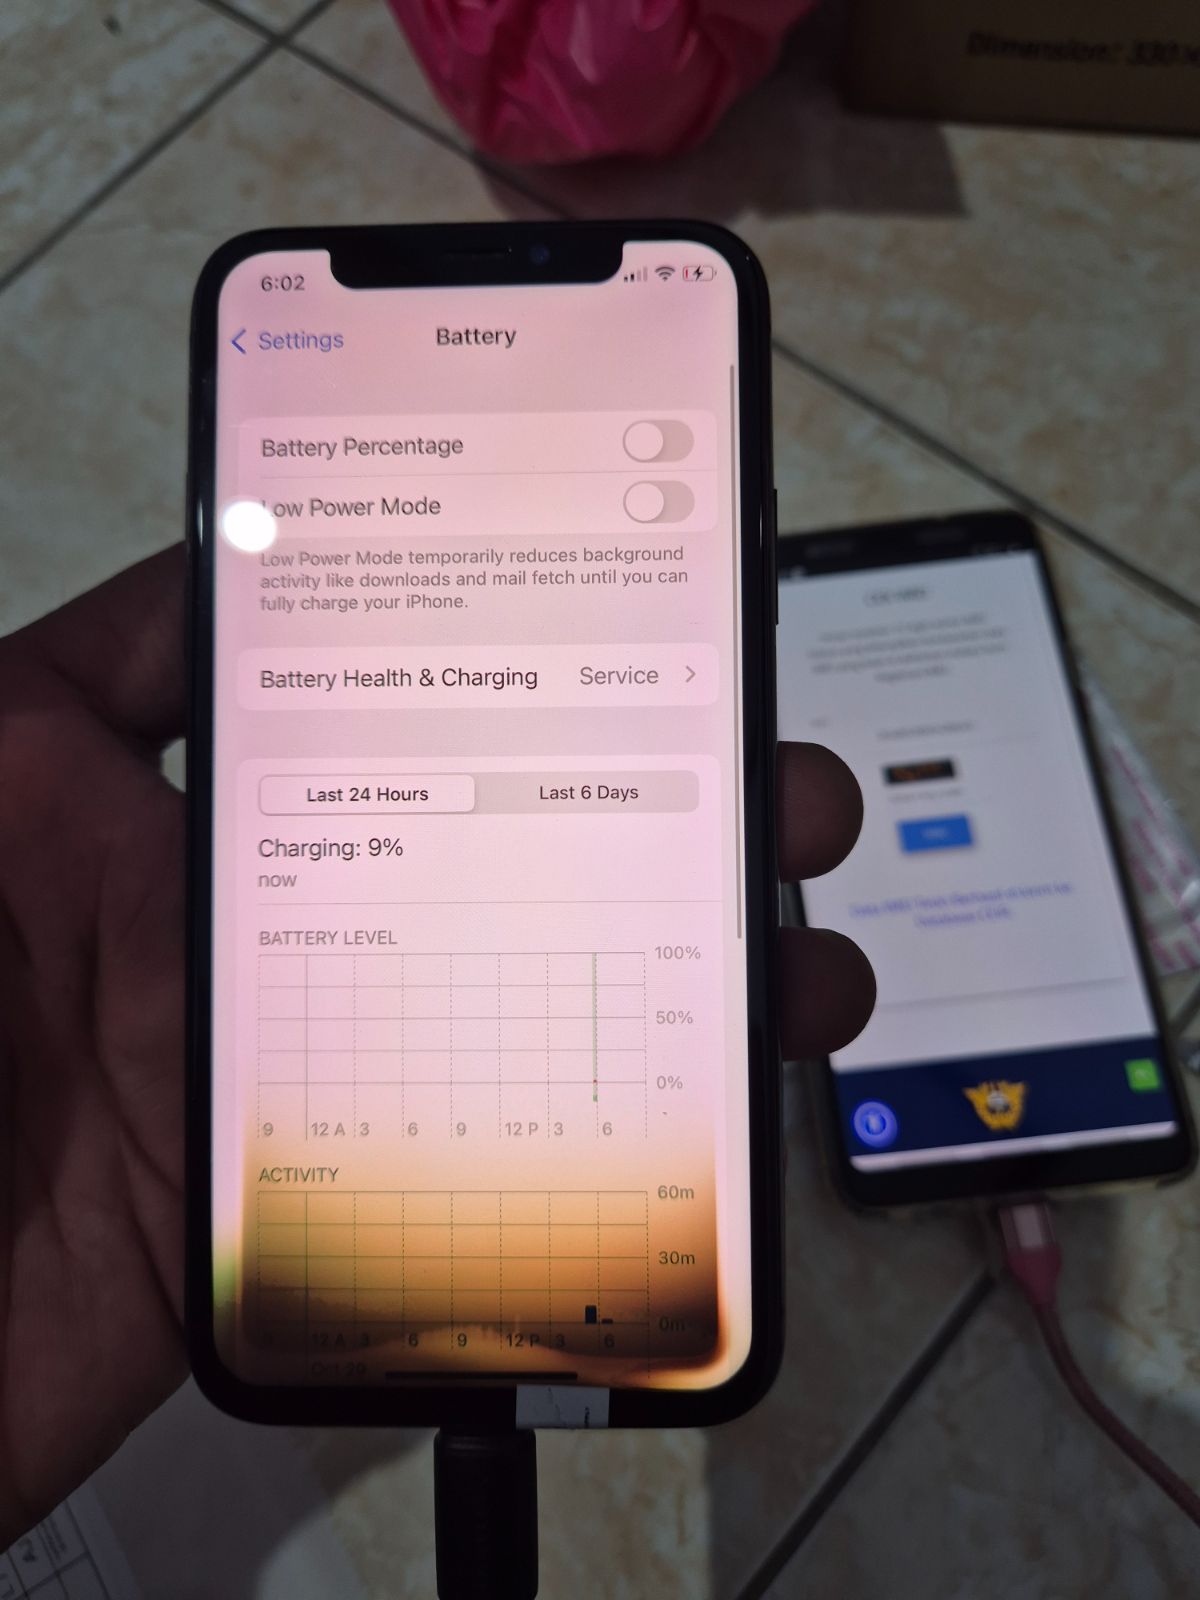 Dimension: 330
6:02
Settings
Battery
Battery Percentage
Low Power Mode
Low Power Mode temporarily reduces background
activity like downloads and mail fetch until you can
fully charge your iPhone.
Battery Health & Charging Service
Last 24 Hours Last 6 Days
Charging: 9%
now
BATTERY LEVEL
100%
50%
0%
9 12 A 3 6 9 12 P 3 6
ACTIVITY
60m
30m
0m
9 12 A 3 6 9 12 P 3 6
Oct 29